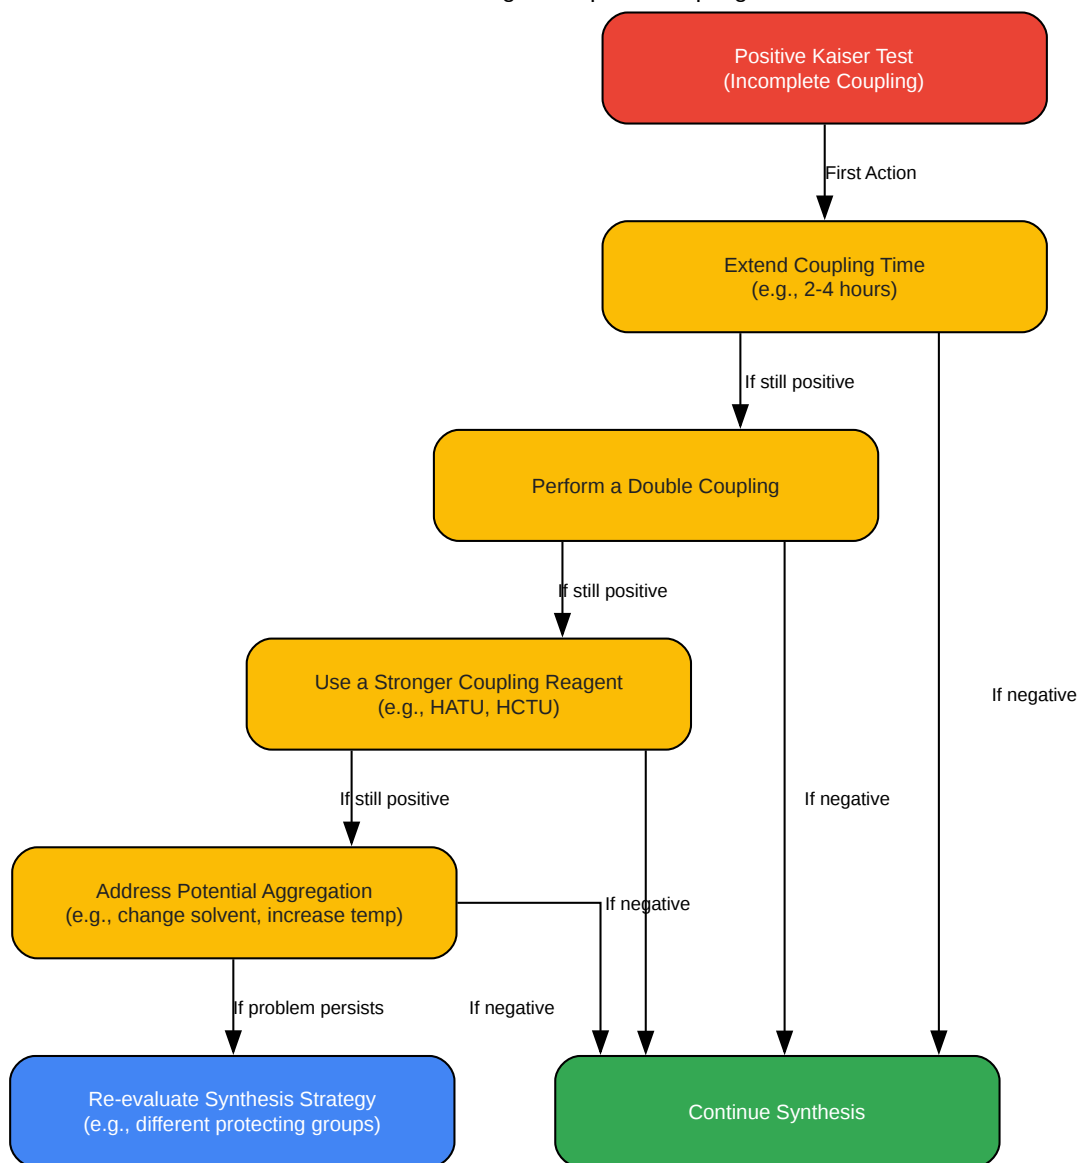 Positive Kaiser Test
(Incomplete Coupling)
First Action
Extend Coupling Time
(e.g., 2-4 hours)
If still positive
Perform a Double Coupling
If still positive
Use a Stronger Coupling Reagent
(e.g., HATU, HCTU)
If negative
If still positive
If negative
Address Potential Aggregation
(e.g., change solvent, increase temp)
If negative
If problem persists
If negative
Re-evaluate Synthesis Strategy
(e.g., different protecting groups)
Continue Synthesis